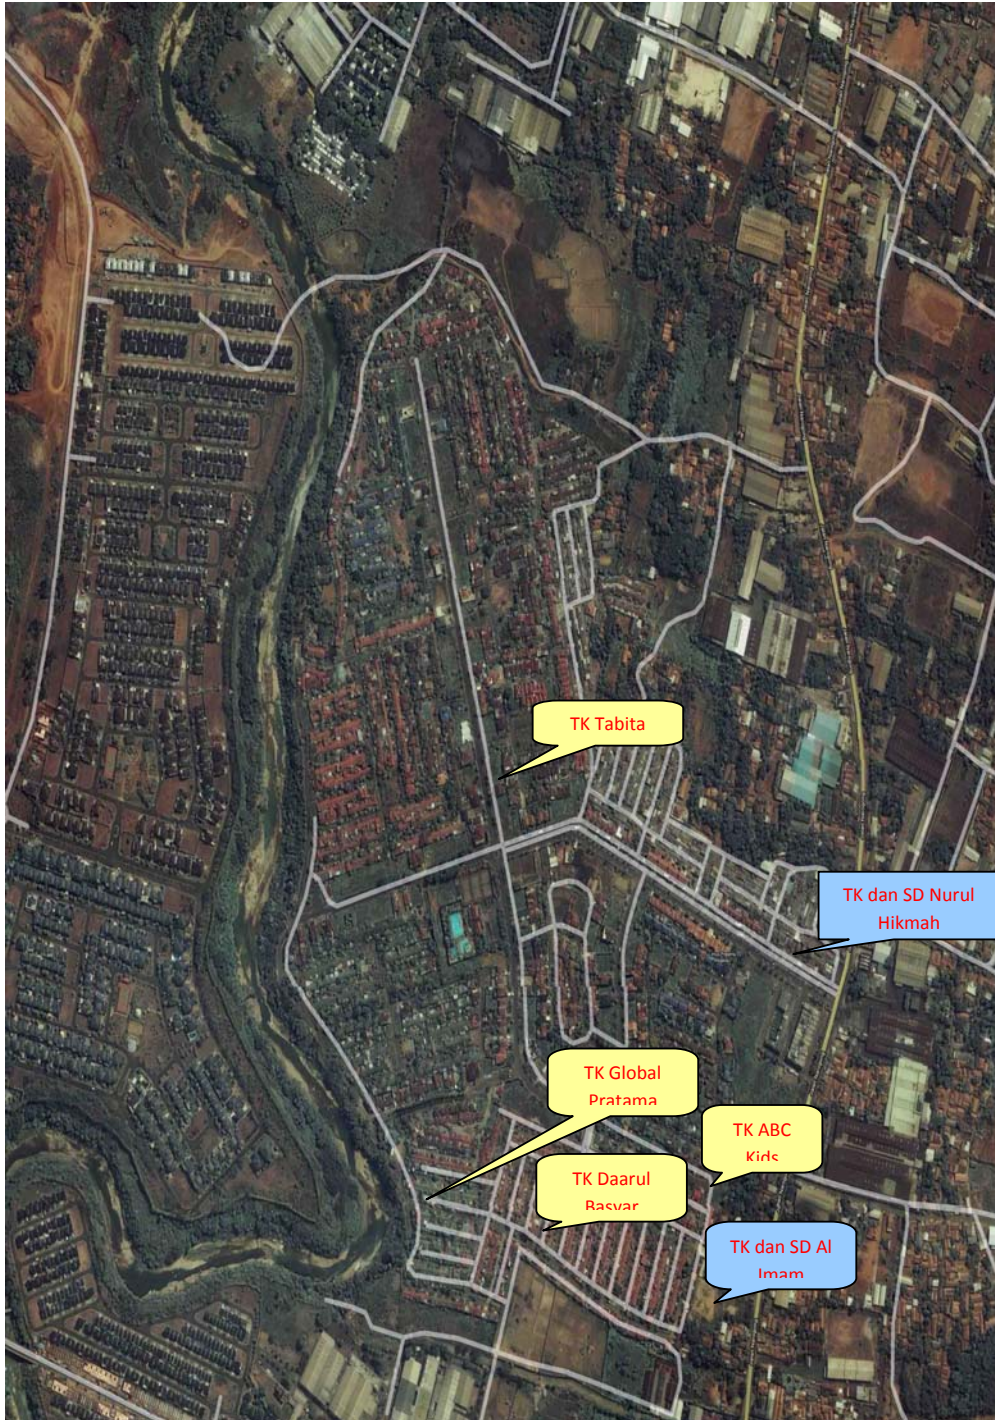 TK Tabita
TK dan SD Nurul
Hikmah
TK Global
Pratama
TK ABC
Kids
TK Daarul
Basyar
TK dan SD Al
Imam